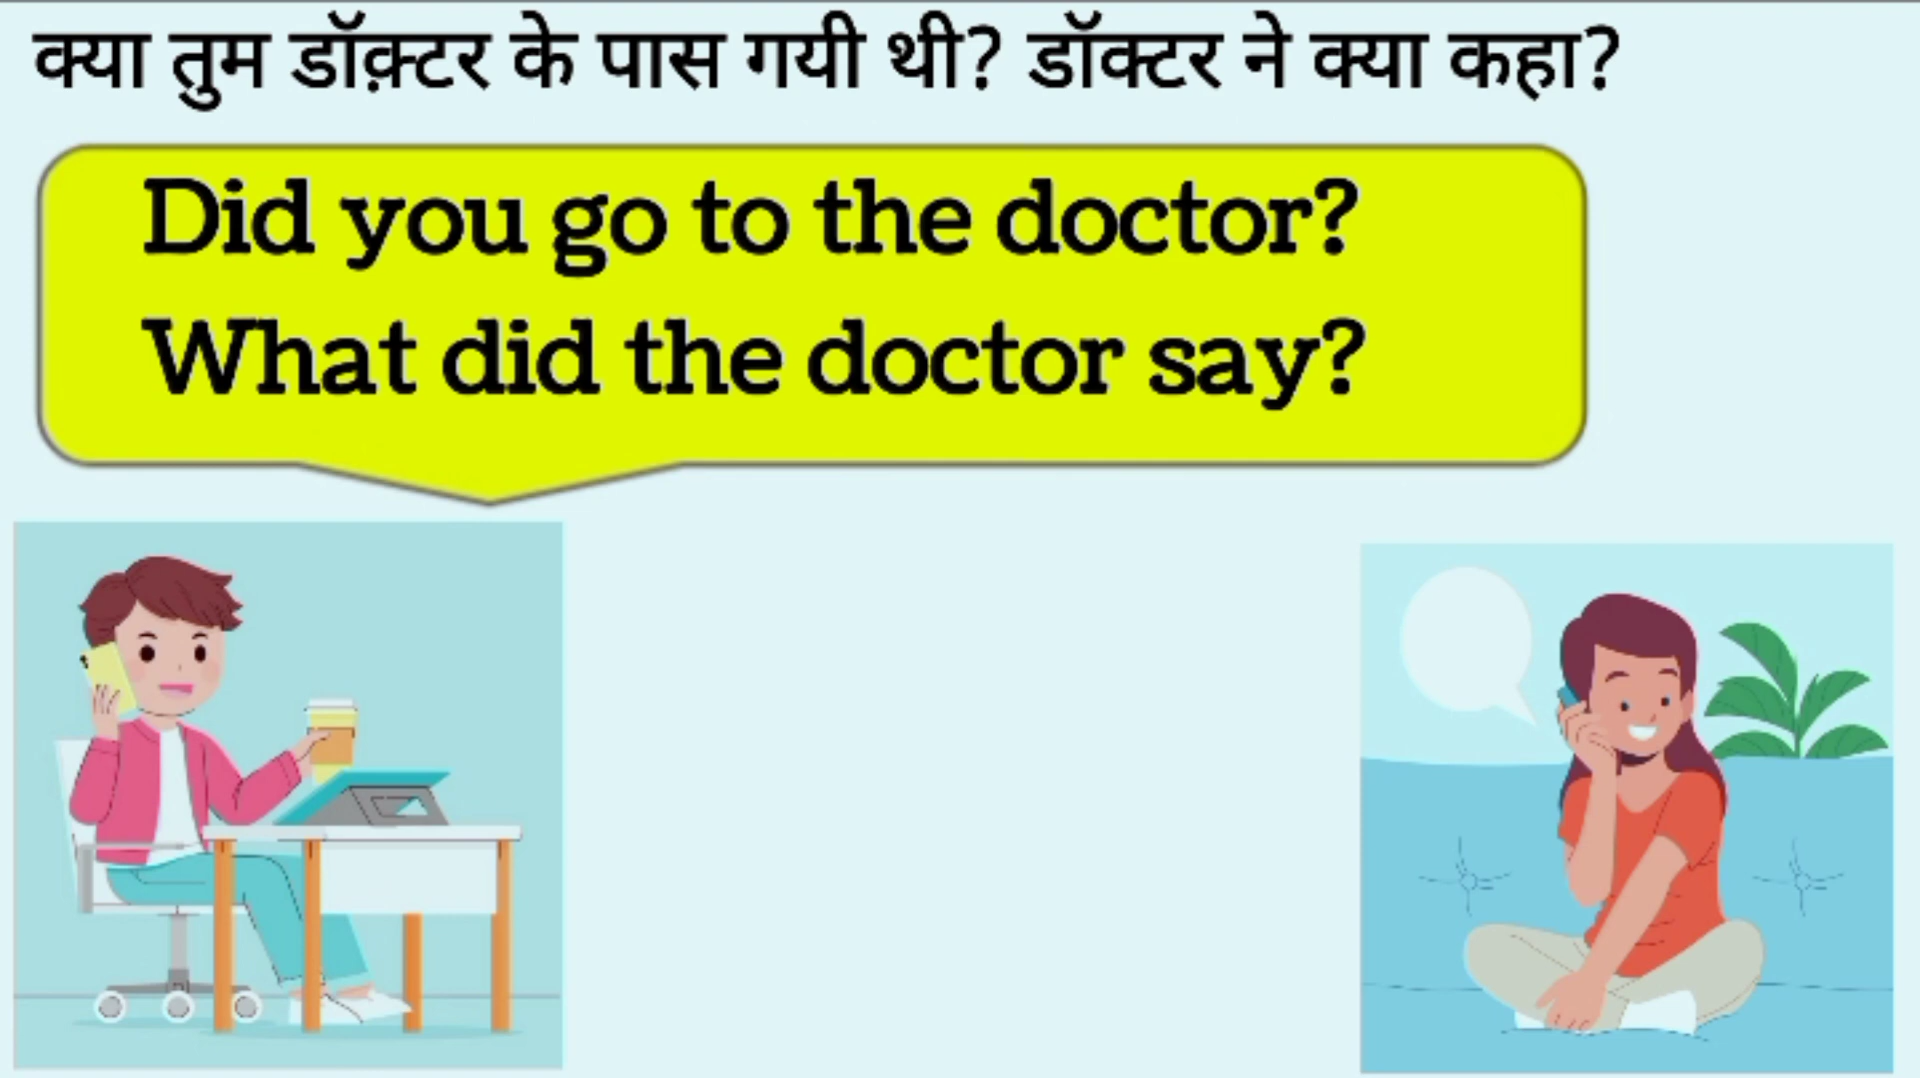 क्या तुम डॉक़्टर के पास गयी थी? डॉक्टर ने क्या कहा?
Did you go to the doctor?
What did the doctor say?